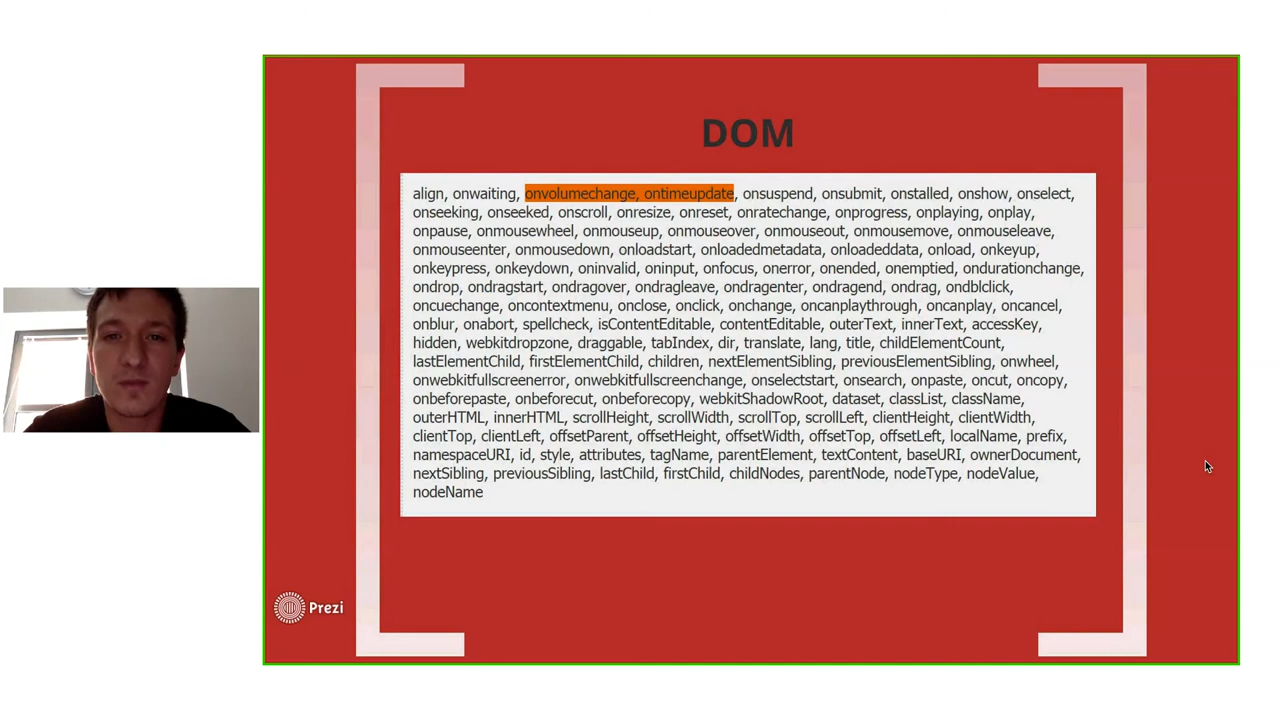 DOM
align, onwaiting, onvolumechange, ontimeupdate, onsuspend, onsubmit, onstalled, onshow, onselect,
onseeking, onseeked, onscroll, onresize, onreset, onratechange, onprogress, onplaying, onplay,
onpause, onmousewheel, onmouseup, onmouseover, onmouseout, onmousemove, onmouseleave,
onmouseenter, onmousedown, onloadstart, onloadedmetadata, onloadeddata, onload, onkeyup,
onkeypress, onkeydown, oninvalid, oninput, onfocus, onerror, onended, onemptied, ondurationchange,
ondrop, ondragstart, ondragover, ondragleave, ondragenter, ondragend, ondrag, ondblclick,
oncuechange, oncontextmenu, onclose, onclick, onchange, oncanplaythrough, oncanplay, oncancel,
onblur, onabort, spellcheck, isContentEditable, contentEditable, outerText, innerText, accessKey,
hidden, webkitdropzone, draggable, tabIndex, dir, translate, lang, title, childElementCount,
lastElementChild, firstElementChild, children, nextElementSibling, previousElementSibling, onwheel,
onwebkitfullscreenerror, onwebkitfullscreenchange, onselectstart, onsearch, onpaste, oncut, oncopy,
onbeforepaste, onbeforecut, onbeforecopy, webkitShadowRoot, dataset, classList, className,
outerHTML, innerHTML, scrollHeight, scrollWidth, scrollTop, scrollLeft, clientHeight, clientWidth,
clientTop, clientLeft, offsetParent, offsetHeight, offsetWidth, offsetTop, offsetLeft, localName, prefix,
namespaceURI, id, style, attributes, tagName, parentElement, textContent, baseURI, ownerDocument,
nextSibling, previousSibling, lastChild, firstChild, childNodes, parentNode, nodeType, nodeValue,
nodeName
Prezi